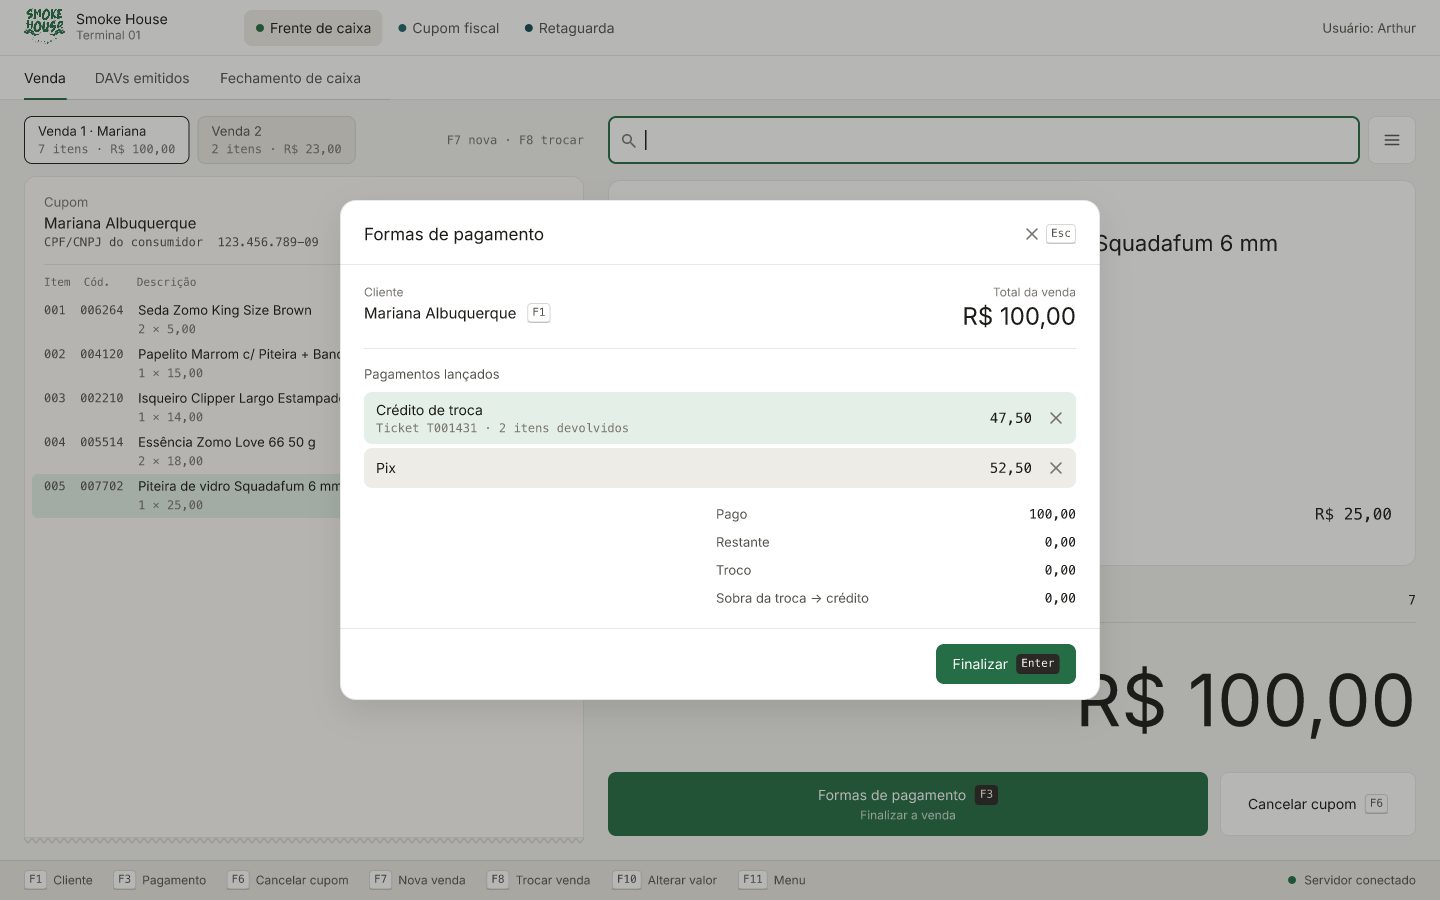 SMOKE HOUSE
Smoke House
Terminal 01
Frente de caixa
Cupom fiscal
Retaguarda
Usuário: Arthur
Venda
DAVs emitidos
Fechamento de caixa
Venda 1 · Mariana
7 itens · R$ 100,00
Venda 2
2 itens · R$ 23,00
F7 nova · F8 trocar
Cupom
Mariana Albuquerque
CPF/CNPJ do consumidor 123.456.789-09
Item Cód. Descrição
001 006264 Seda Zomo King Size Brown
2 × 5,00
002 004120 Papelito Marrom c/ Piteira +
1 × 15,00
003 002210 Isqueiro Clipper Largo Estampado
1 × 14,00
004 005514 Essência Zomo Love 66 50 g
2 × 18,00
005 007702 Piteira de vidro Squadafum 6 mm
1 × 25,00
Squadafum 6 mm
R$ 25,00
7
R$ 100,00
Formas de pagamento
Esc
Cliente
Mariana Albuquerque F1
Total da venda
R$ 100,00
Pagamentos lançados
Crédito de troca
Ticket T001431 · 2 itens devolvidos
47,50
Pix
52,50
Pago 100,00
Restante 0,00
Troco 0,00
Sobra da troca → crédito 0,00
Finalizar Enter
Formas de pagamento F3
Finalizar a venda
Cancelar cupom F6
F1 Cliente
F3 Pagamento
F6 Cancelar cupom
F7 Nova venda
F8 Trocar venda
F10 Alterar valor
F11 Menu
Servidor conectado